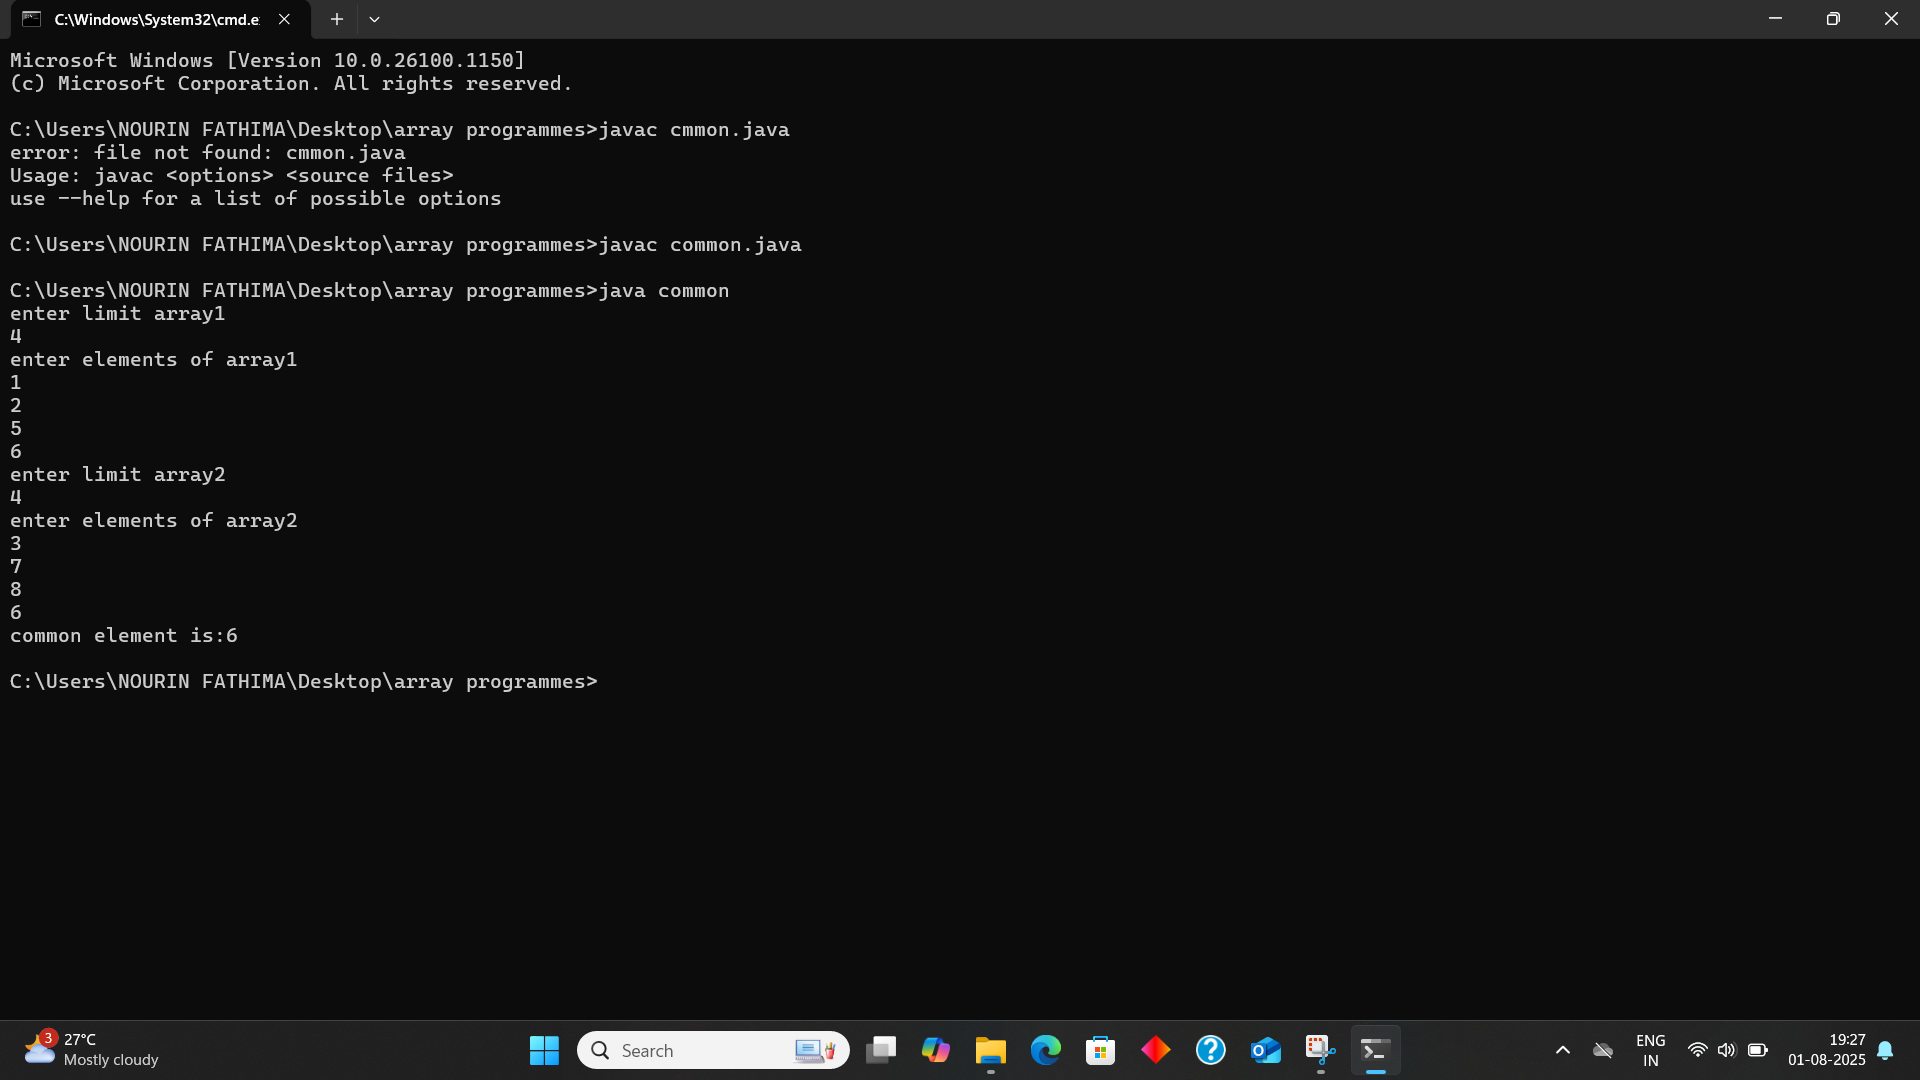 C:\Windows\System32\cmd.e
Microsoft Windows [Version 10.0.26100.1150]
(c) Microsoft Corporation. All rights reserved.
C:\Users\NOURIN FATHIMA\Desktop\array programmes>javac cmmon.java
error: file not found: cmmon.java
Usage: javac <options> <source files>
use --help for a list of possible options
C:\Users\NOURIN FATHIMA\Desktop\array programmes>javac common.java
C:\Users\NOURIN FATHIMA\Desktop\array programmes>java common
enter limit array1
4
enter elements of array1
1
2
5
6
enter limit array2
4
enter elements of array2
3
7
8
6
common element is:6
C:\Users\NOURIN FATHIMA\Desktop\array programmes>
3
27°C
Mostly cloudy
Search
ENG
IN
19:27
01-08-2025